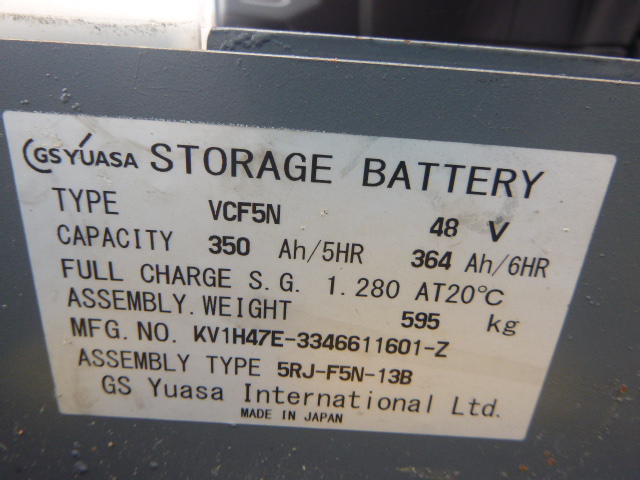 GS YUASA STORAGE BATTERY
TYPE VCF5N 48 V
CAPACITY 350 Ah/5HR 364 Ah/6HR
FULL CHARGE S.G. 1.280 AT20℃
ASSEMBLY.WEIGHT 595 kg
MFG.NO. KV1H47E-3346611601-Z
ASSEMBLY TYPE 5RJ-F5N-13B
GS Yuasa International Ltd.
MADE IN JAPAN